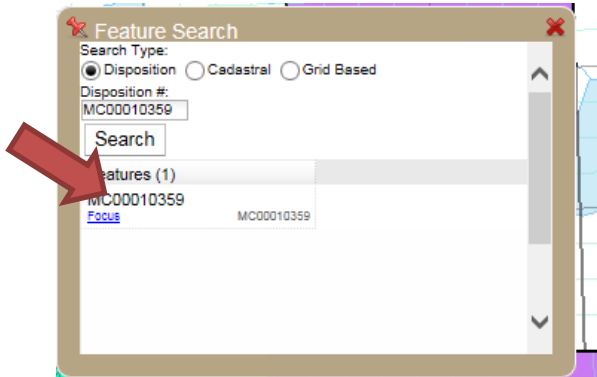 Feature Search
Search Type:
Disposition Cadastral Grid Based
Disposition #:
MC00010359
Search
eatures (1)
MC00010359
Focus MC00010359